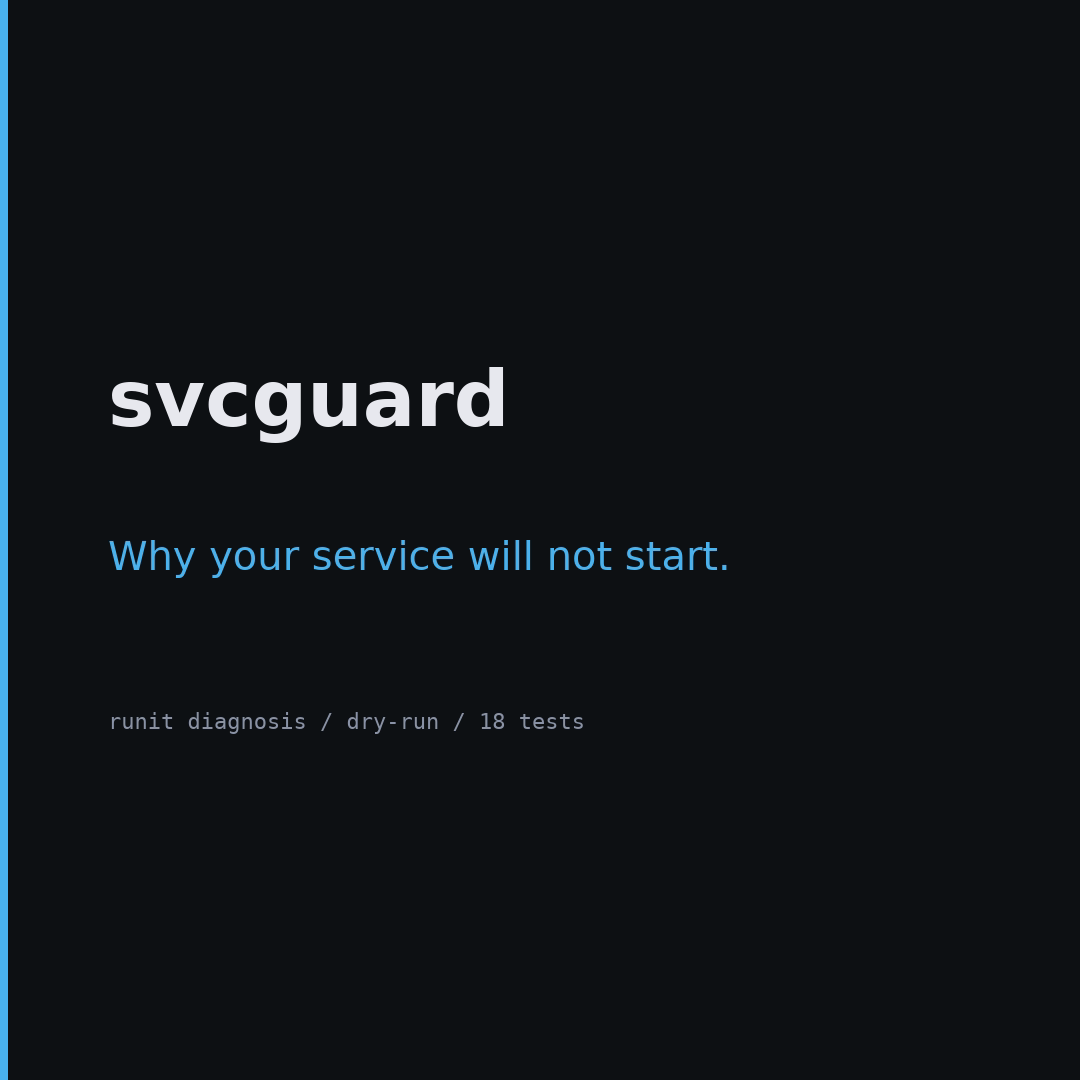 svcguard
Why your service will not start.
runit diagnosis / dry-run / 18 tests